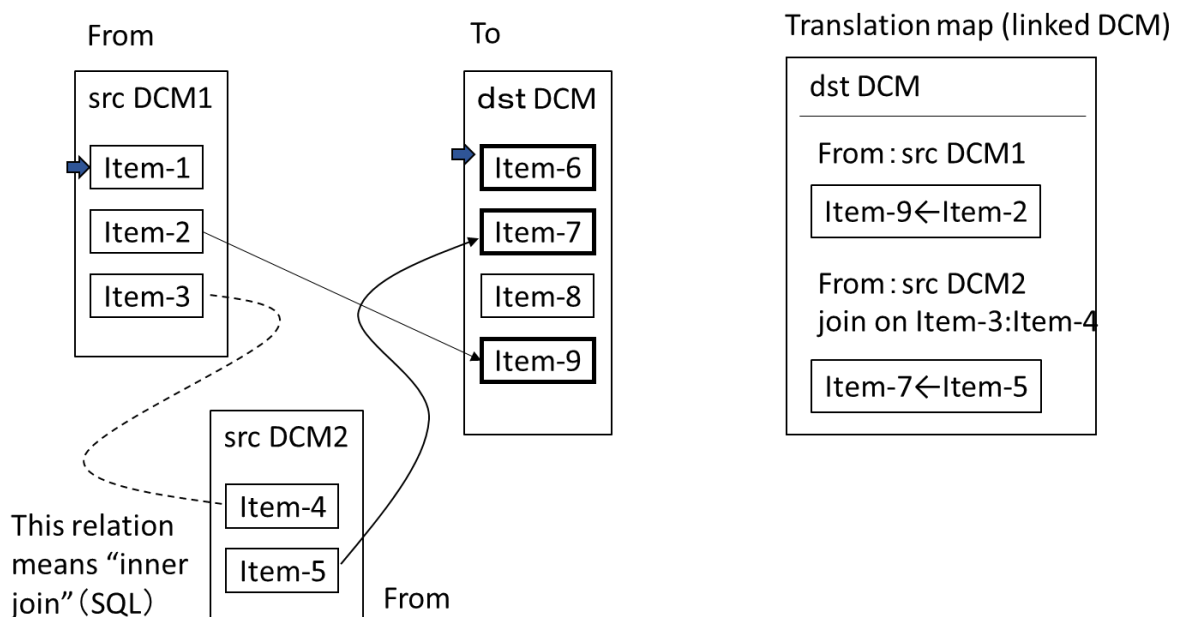 From
src DCM1
Item-1
Item-2
Item-3
This relation
means “inner
join”（SQL）
src DCM2
Item-4
Item-5
From
To
dst DCM
Item-6
Item-7
Item-8
Item-9
Translation map (linked DCM)
dst DCM
From：src DCM1
Item-9←Item-2
From：src DCM2
join on Item-3:Item-4
Item-7←Item-5